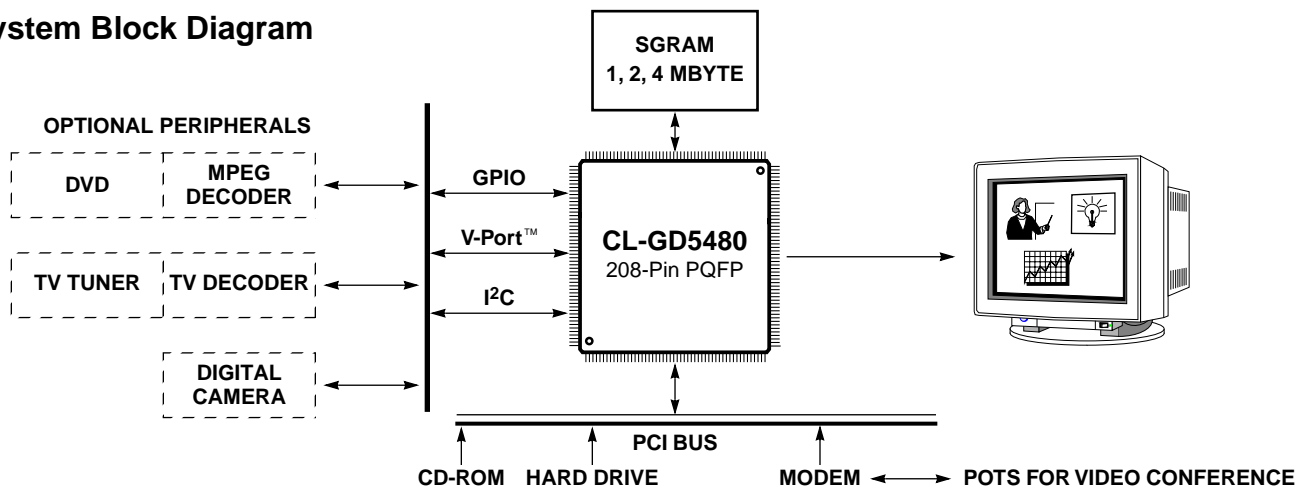 ystem Block Diagram
SGRAM
1, 2, 4 MBYTE
OPTIONAL PERIPHERALS
DVD
MPEG
DECODER
TV TUNER
TV DECODER
DIGITAL
CAMERA
GPIO
V-Port™
I²C
CL-GD5480
208-Pin PQFP
PCI BUS
CD-ROM
HARD DRIVE
MODEM
POTS FOR VIDEO CONFERENCE